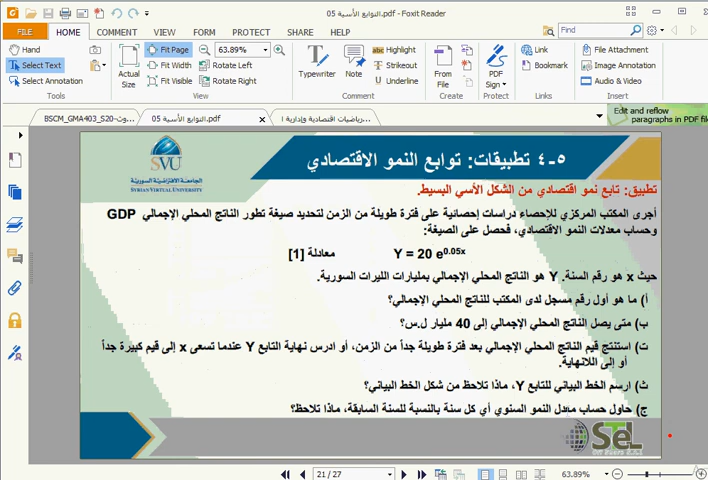 التوابع الأسية 05.pdf - Foxit Reader
FILE
HOME
COMMENT
VIEW
FORM
PROTECT
SHARE
HELP
Find
Hand
Select Text
Select Annotation
Tools
Actual Size
Fit Page
Fit Width
Fit Visible
63.89%
Rotate Left
Rotate Right
View
Typewriter
Note
Highlight
Strikeout
Underline
Comment
From File
Create
PDF Sign
Protect
Link
Bookmark
Links
File Attachment
Image Annotation
Audio & Video
Insert
BSCM_GMA403_S20-
التوابع الأسية 05.pdf
رياضيات اقتصادية وإدارية ا...
Edit and reflow
paragraphs in PDF file
SVU
الجامعة الافتراضية السورية
SYRIAN VIRTUAL UNIVERSITY
٥-٤ تطبيقات: توابع النمو الاقتصادي
تطبيق: تابع نمو اقتصادي من الشكل الأسي البسيط.
أجرى المكتب المركزي للإحصاء دراسات إحصائية على فترة طويلة من الزمن لتحديد صيغة تطور الناتج المحلي الإجمالي GDP
وحساب معدلات النمو الاقتصادي، فحصل على الصيغة:
Y = 20 e^0.05x معادلة [1]
حيث x هو رقم السنة. Y هو الناتج المحلي الإجمالي بمليارات الليرات السورية.
أ) ما هو أول رقم مسجل لدى المكتب للناتج المحلي الإجمالي؟
ب) متى يصل الناتج المحلي الإجمالي إلى 40 مليار ل.س؟
ت) استنتج قيم الناتج المحلي الإجمالي بعد فترة طويلة جداً من الزمن، أو ادرس نهاية التابع Y عندما تسعى x إلى قيم كبيرة جداً
أو إلى اللانهاية.
ث) ارسم الخط البياني للتابع Y، ماذا تلاحظ من شكل الخط البياني؟
ج) حاول حساب معدل النمو السنوي أي كل سنة بالنسبة للسنة السابقة، ماذا تلاحظ؟
SteL
21 / 27
63.89%